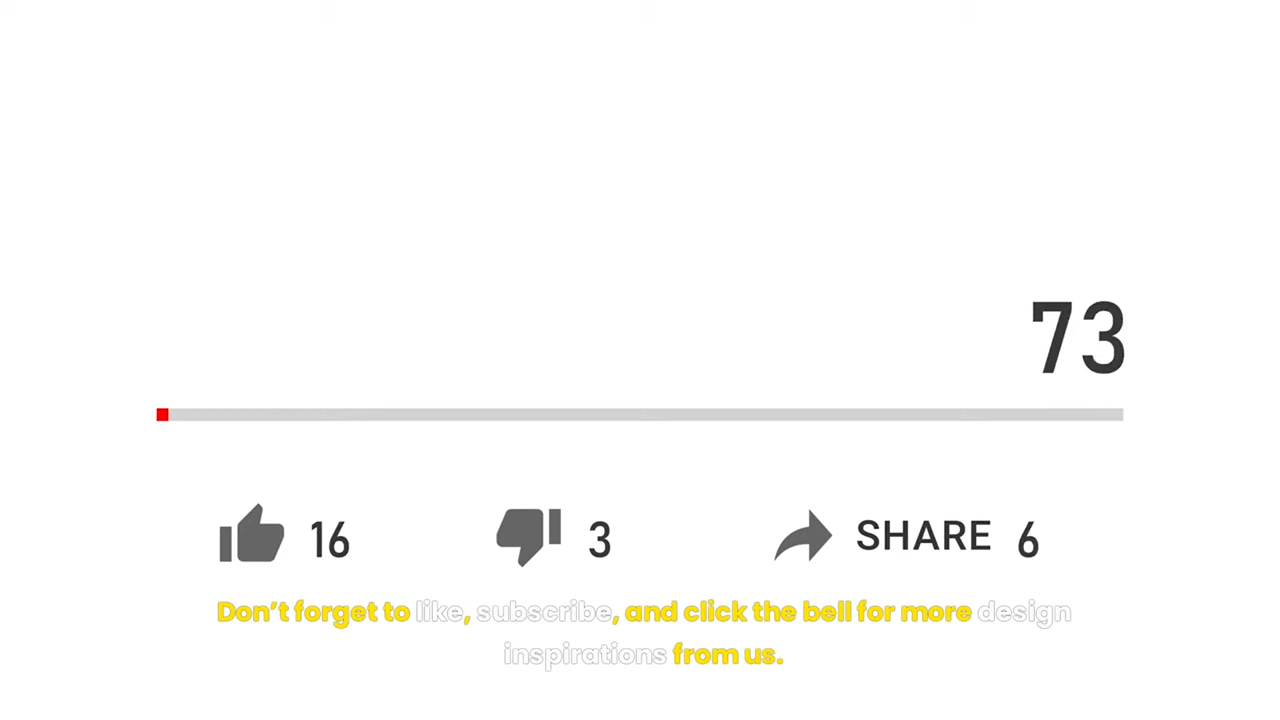 73
16 3 SHARE 6
Don't forget to like, subscribe, and click the bell for more design
inspirations from us.